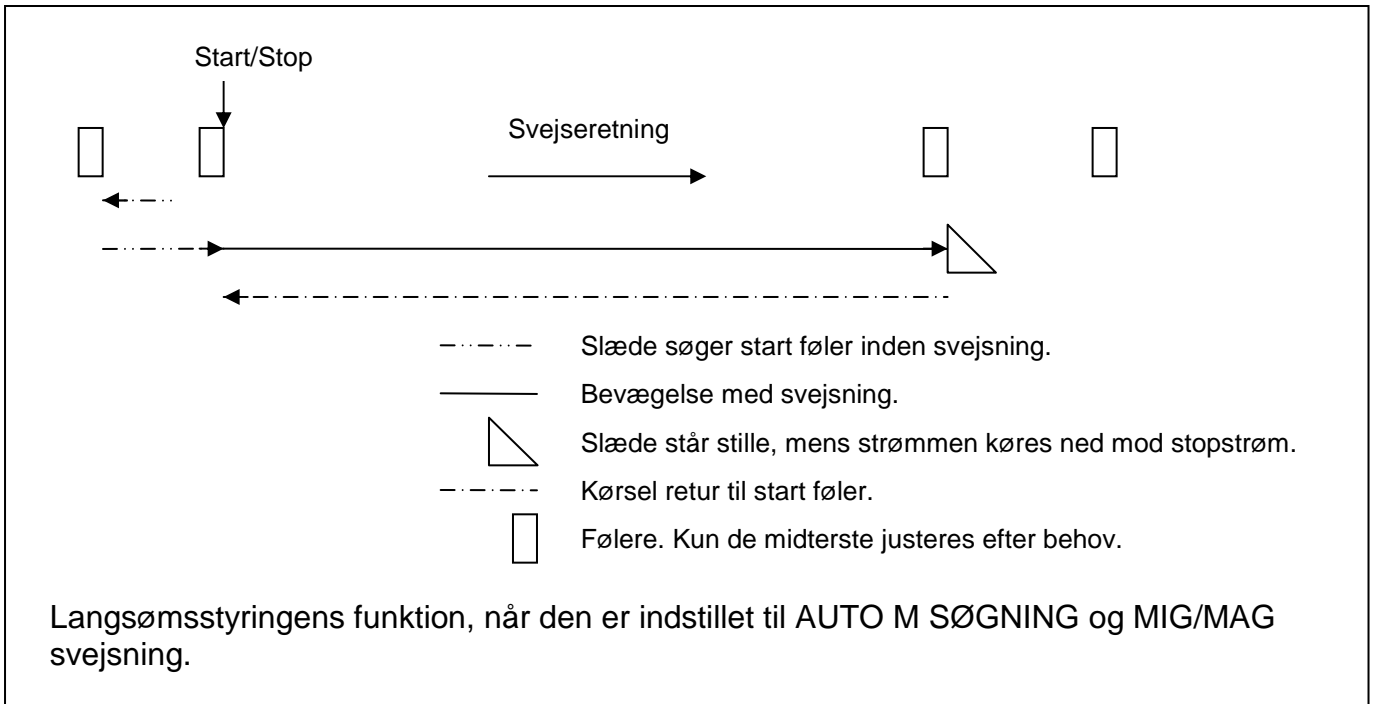 Start/Stop
Svejseretning
Slæde søger start føler inden svejsning.
Bevægelse med svejsning.
Slæde står stille, mens strømmen køres ned mod stopstrøm.
Kørsel retur til start føler.
Følere. Kun de midterste justeres efter behov.
Langsømsstyringens funktion, når den er indstillet til AUTO M SØGNING og MIG/MAG
svejsning.